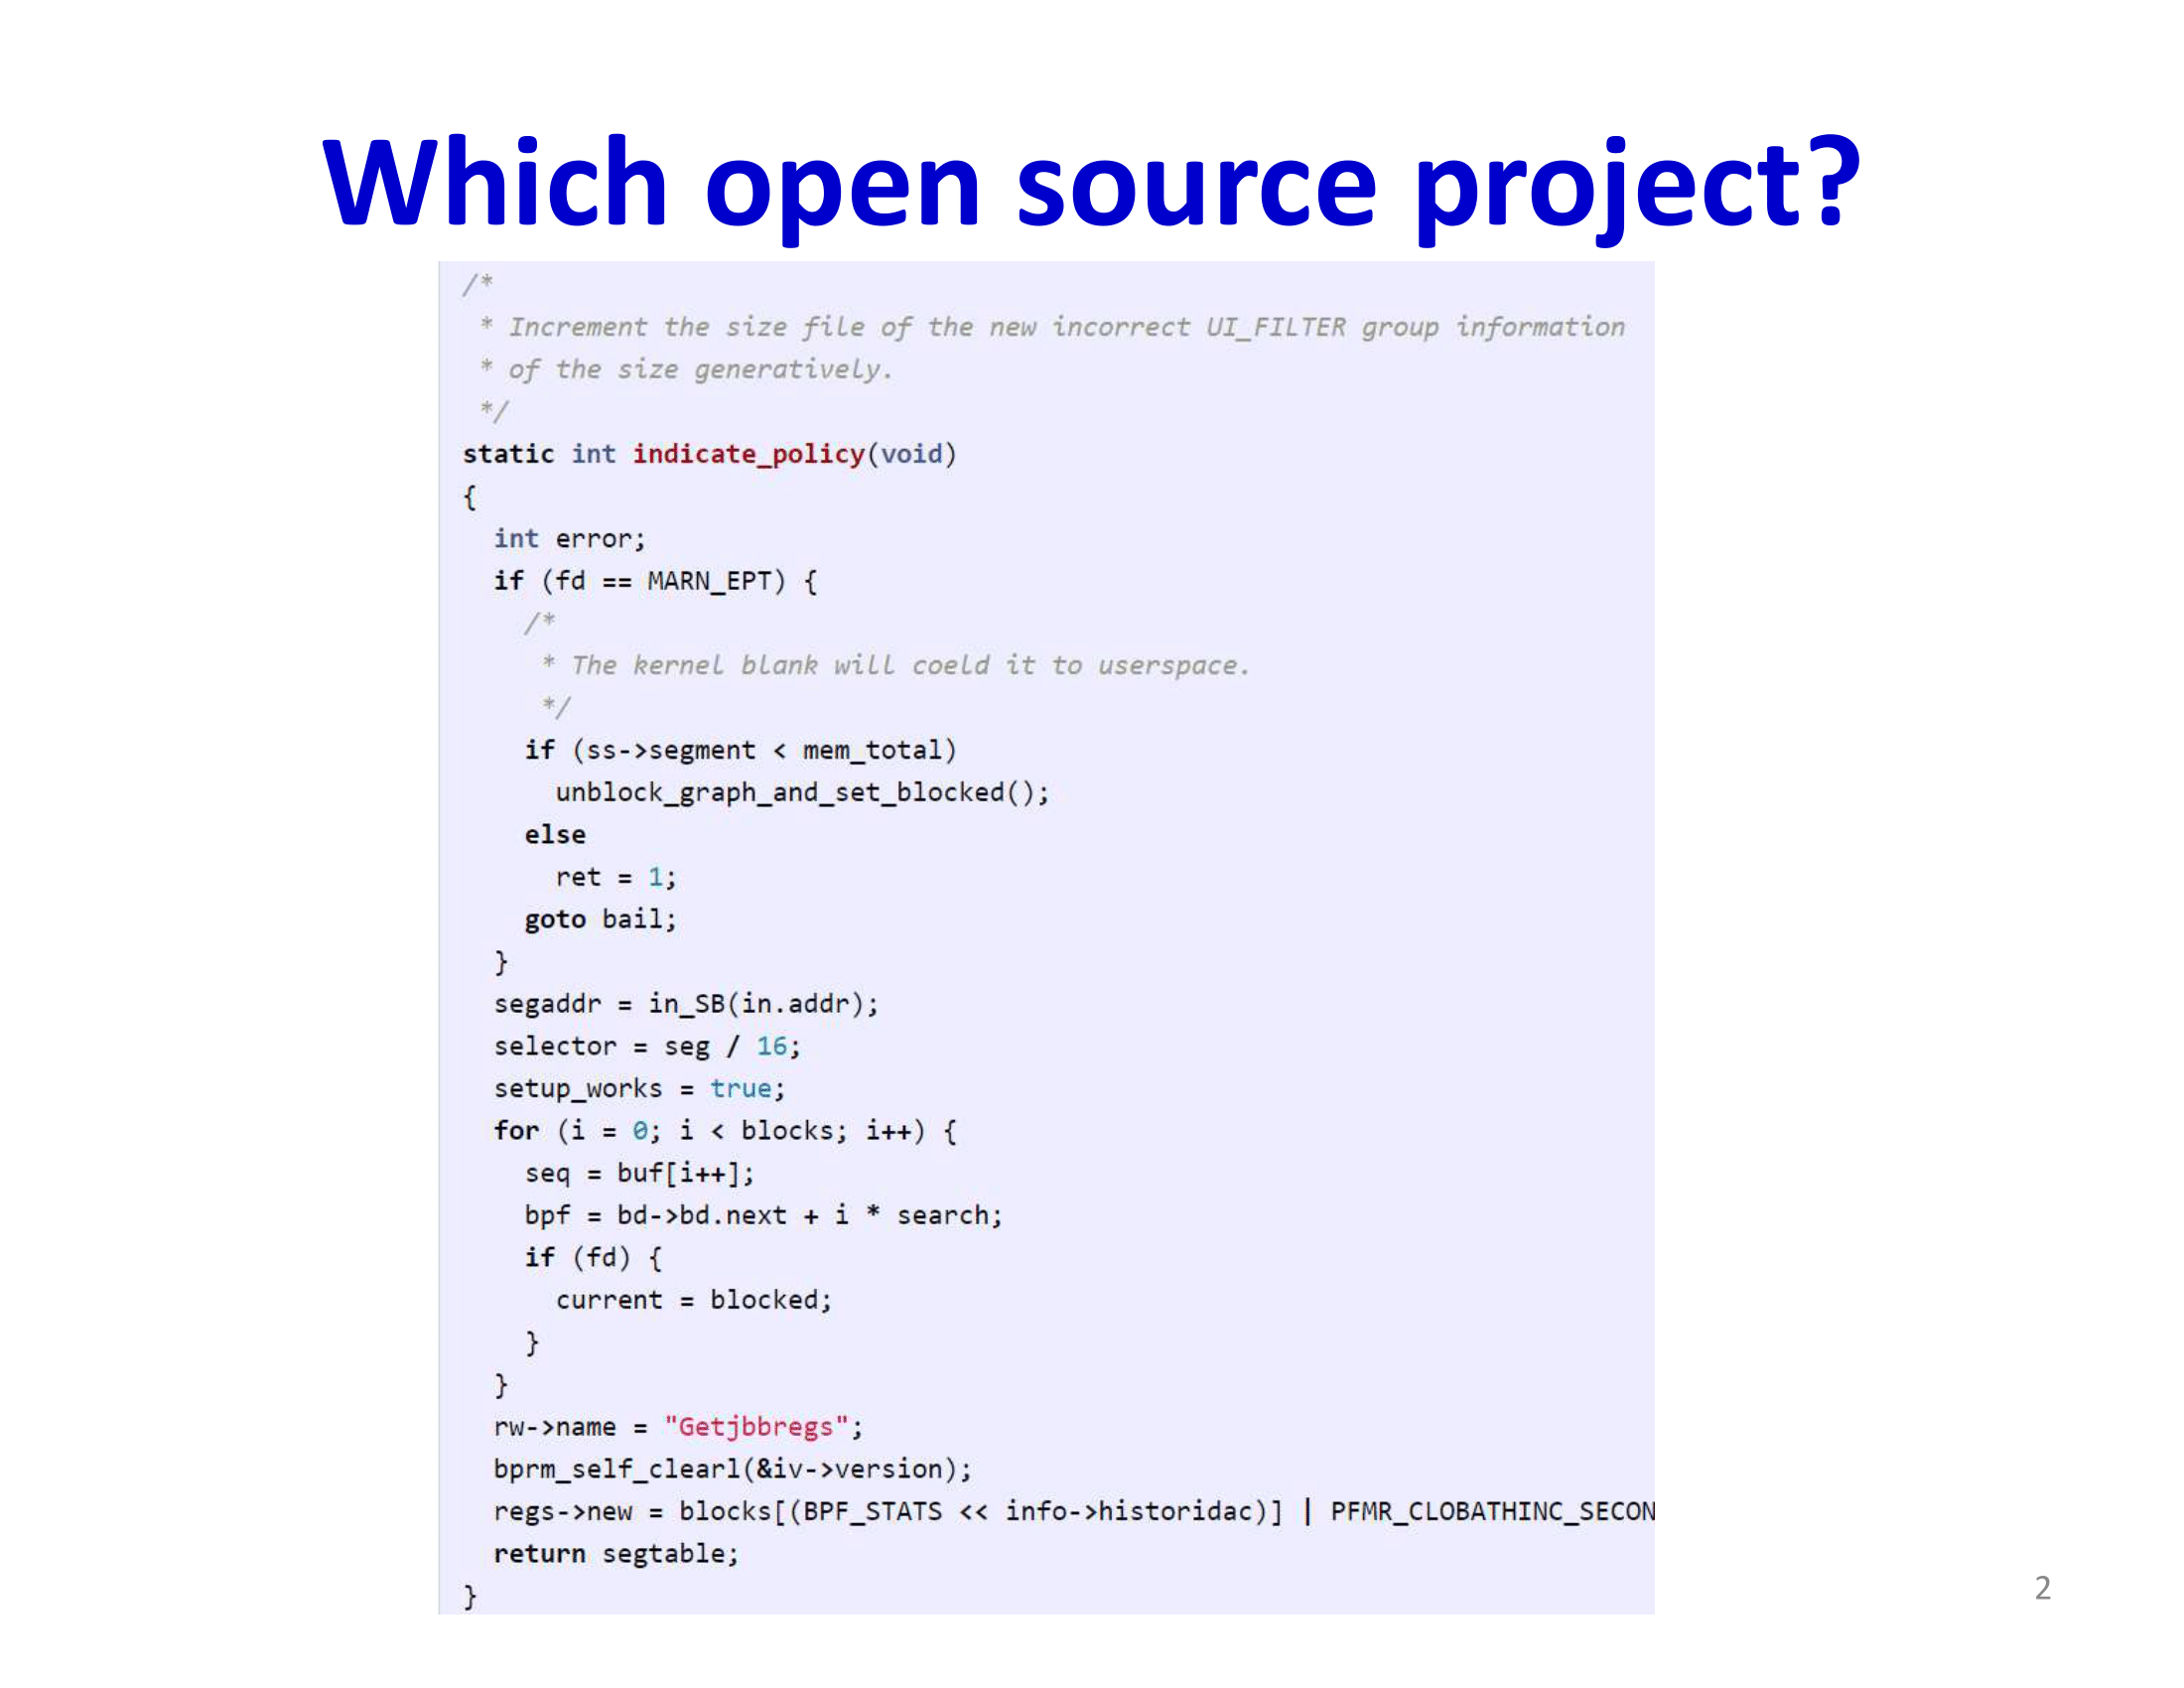 Which open source project?
/*
 * Increment the size file of the new incorrect UI_FILTER group information
 * of the size generatively.
 */
static int indicate_policy(void)
{
  int error;
  if (fd == MARN_EPT) {
    /*
     * The kernel blank will coeld it to userspace.
     */
    if (ss->segment < mem_total)
      unblock_graph_and_set_blocked();
    else
      ret = 1;
    goto bail;
  }
  segaddr = in_SB(in.addr);
  selector = seg / 16;
  setup_works = true;
  for (i = 0; i < blocks; i++) {
    seq = buf[i++];
    bpf = bd->bd.next + i * search;
    if (fd) {
      current = blocked;
    }
  }
  rw->name = "Getjbbregs";
  bprm_self_clearl(&iv->version);
  regs->new = blocks[(BPF_STATS << info->historidac)] | PFMR_CLOBATHINC_SECON
  return segtable;
}
2